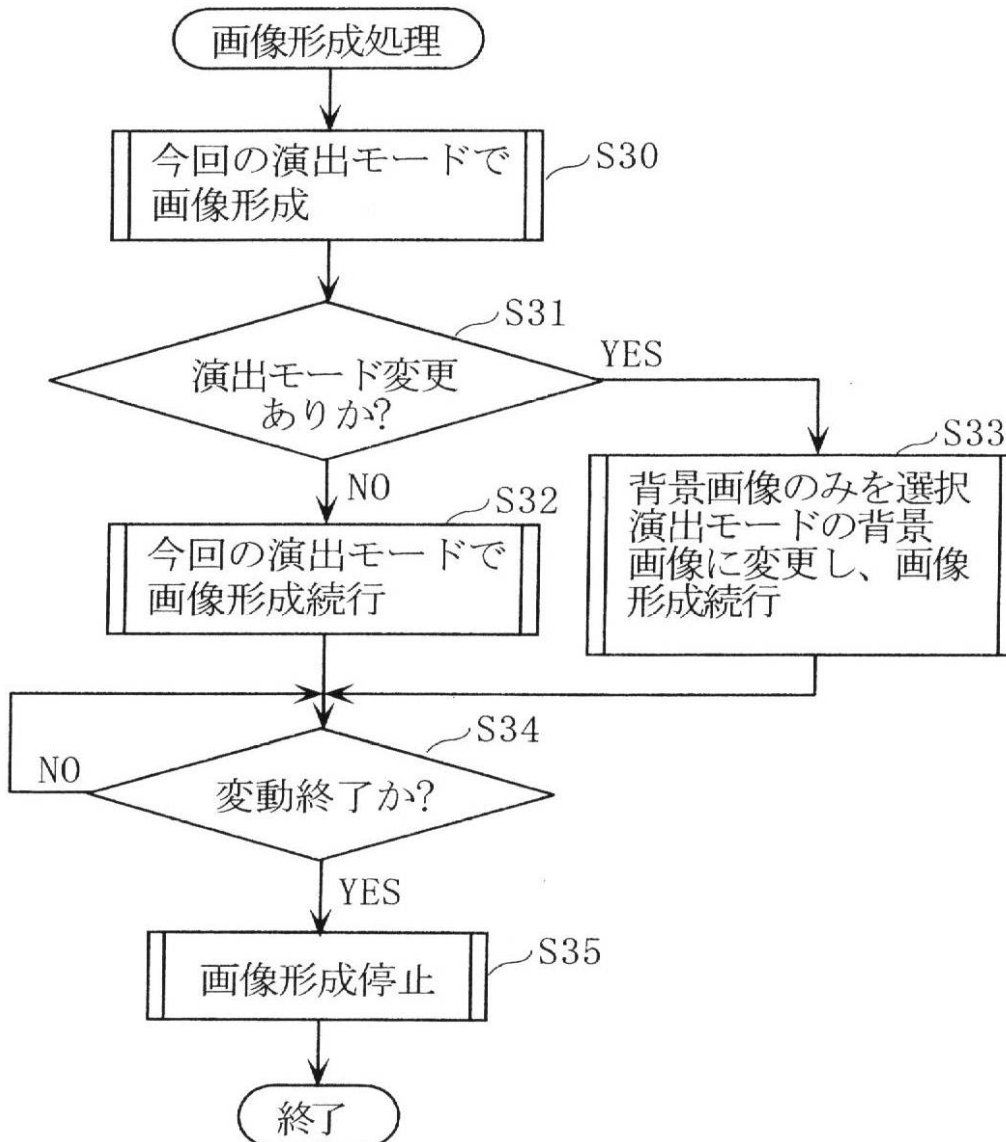 画像形成処理
今回の演出モードで
画像形成
S30
S31
演出モード変更
ありか?
YES
NO
S33
背景画像のみを選択
演出モードの背景
画像に変更し、画像
形成続行
S32
今回の演出モードで
画像形成続行
S34
変動終了か?
NO
YES
S35
画像形成停止
終了